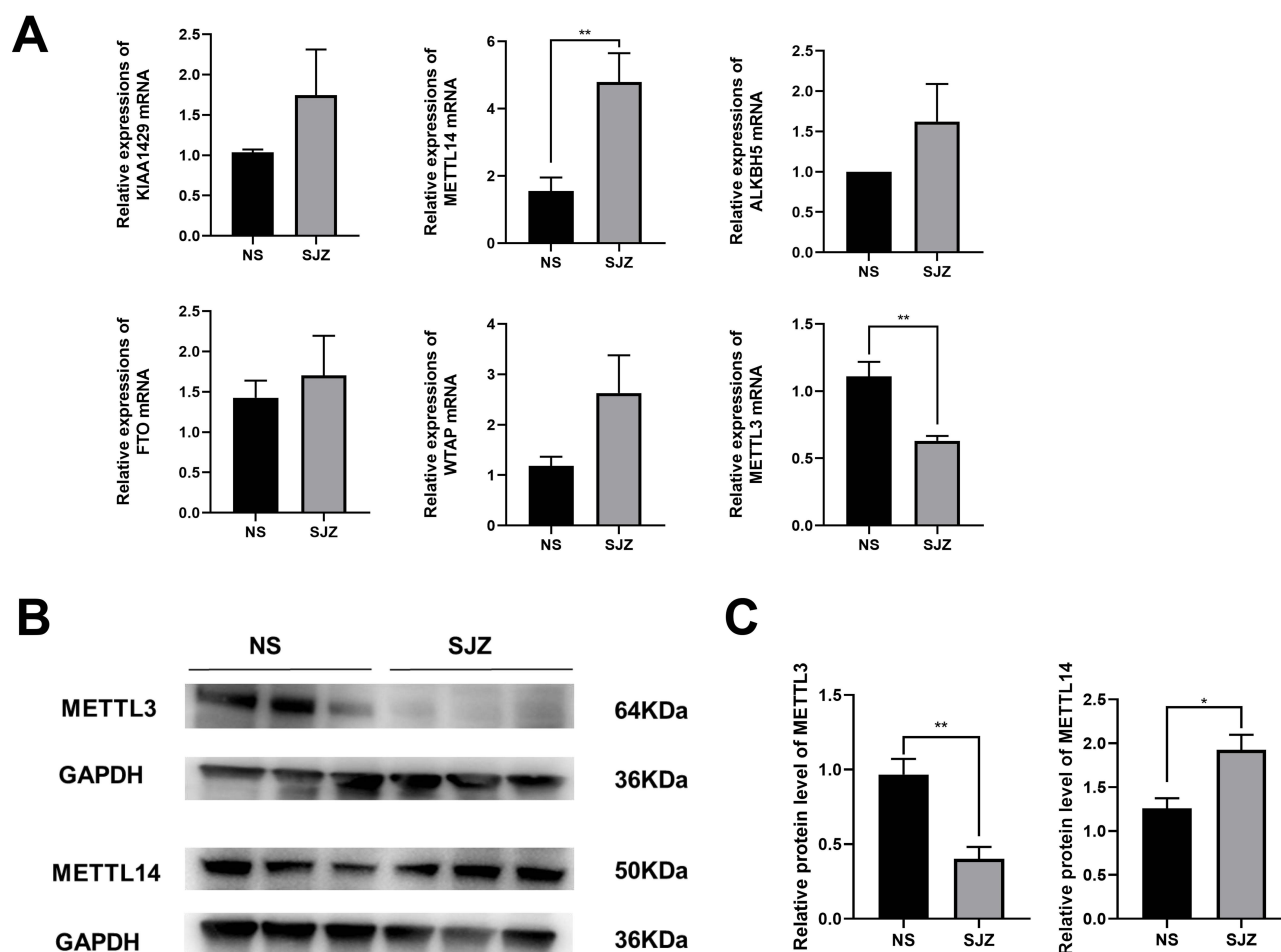 A
Relative expressions of
KIAA1429 mRNA
2.5
2.0
1.5
1.0
0.5
0.0
NS
SJZ
Relative expressions of
METTL14 mRNA
6
4
2
0
**
NS
SJZ
Relative expressions of
ALKBH5 mRNA
2.5
2.0
1.5
1.0
0.5
0.0
NS
SJZ
Relative expressions of
FTO mRNA
2.5
2.0
1.5
1.0
0.5
0.0
NS
SJZ
Relative expressions of
WTAP mRNA
4
3
2
1
0
NS
SJZ
Relative expressions of
METTL3 mRNA
1.5
1.0
0.5
0.0
**
NS
SJZ
B
NS
SJZ
METTL3
64KDa
GAPDH
36KDa
METTL14
50KDa
GAPDH
36KDa
C
Relative protein level of METTL3
1.5
1.0
0.5
0.0
**
NS
SJZ
Relative protein level of METTL14
2.5
2.0
1.5
1.0
0.5
0.0
*
NS
SJZ